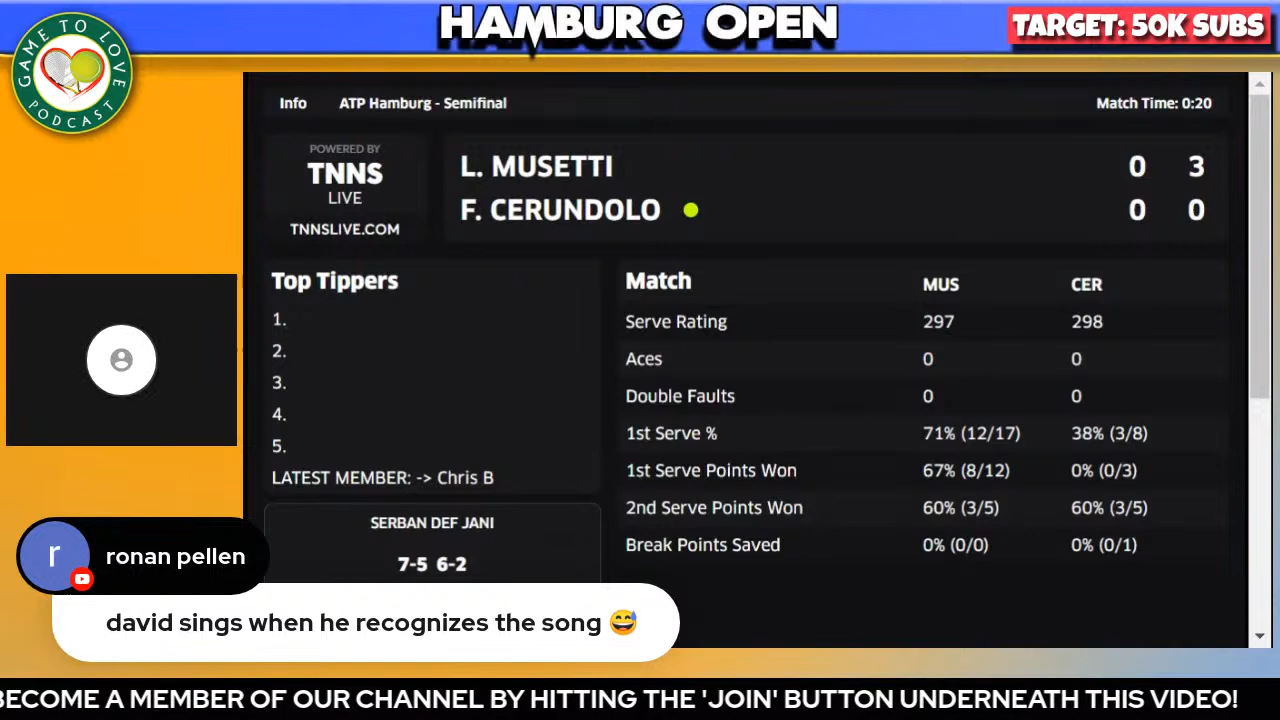 GAME TO LOVE
PODCAST
HAMBURG OPEN
TARGET: 50K SUBS
Info ATP Hamburg - Semifinal Match Time: 0:20
POWERED BY
TNNS
LIVE
TNNSLIVE.COM
L. MUSETTI 0 3
F. CERUNDOLO 0 0
Top Tippers
1.
2.
3.
4.
5.
LATEST MEMBER: -> Chris B
SERBAN DEF JANI
7-5 6-2
Match MUS CER
Serve Rating 297 298
Aces 0 0
Double Faults 0 0
1st Serve % 71% (12/17) 38% (3/8)
1st Serve Points Won 67% (8/12) 0% (0/3)
2nd Serve Points Won 60% (3/5) 60% (3/5)
Break Points Saved 0% (0/0) 0% (0/1)
r
ronan pellen
david sings when he recognizes the song 😅
BECOME A MEMBER OF OUR CHANNEL BY HITTING THE 'JOIN' BUTTON UNDERNEATH THIS VIDEO!